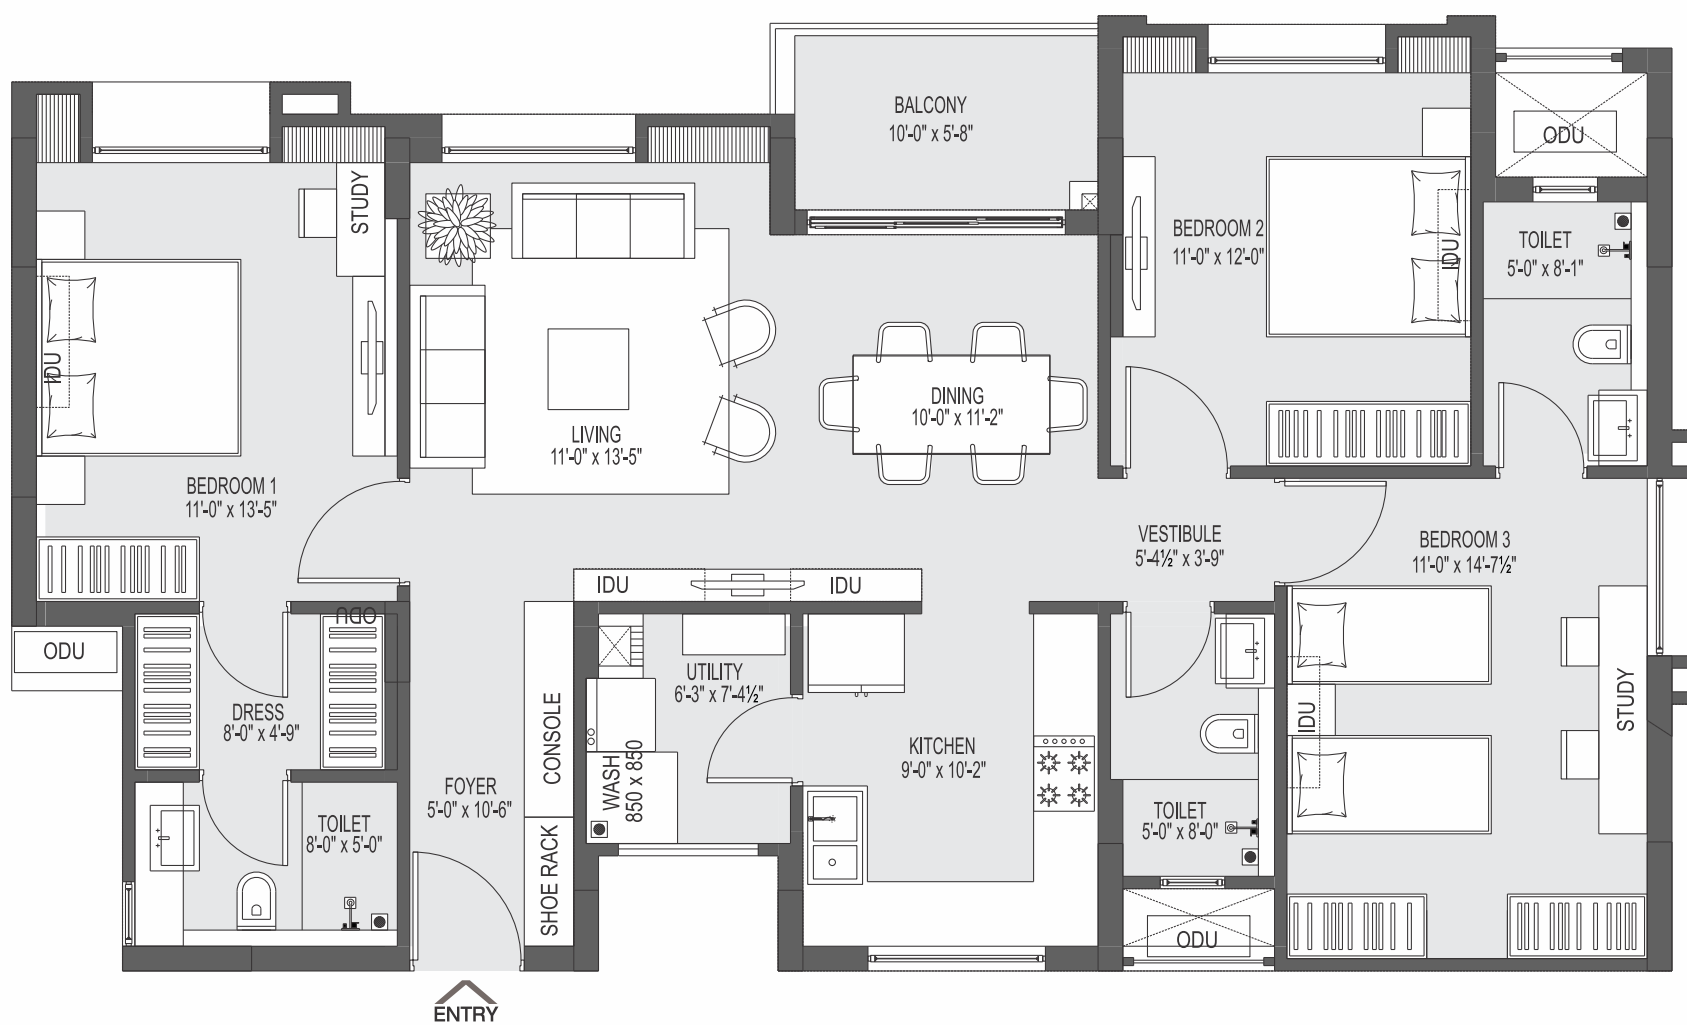 BALCONY
10'-0" x 5'-8"
ODU
STUDY
BEDROOM 2
11'-0" x 12'-0"
IDU
TOILET
5'-0" x 8'-1"
IDU
DINING
10'-0" x 11'-2"
LIVING
11'-0" x 13'-5"
BEDROOM 1
11'-0" x 13'-5"
VESTIBULE
5'-4½" x 3'-9"
BEDROOM 3
11'-0" x 14'-7½"
IDU
IDU
ODU
ODU
UTILITY
6'-3" x 7'-4½"
DRESS
8'-0" x 4'-9"
CONSOLE
IDU
STUDY
KITCHEN
9'-0" x 10'-2"
FOYER
5'-0" x 10'-6"
WASH
850 x 850
TOILET
8'-0" x 5'-0"
TOILET
5'-0" x 8'-0"
SHOE RACK
ODU
ENTRY